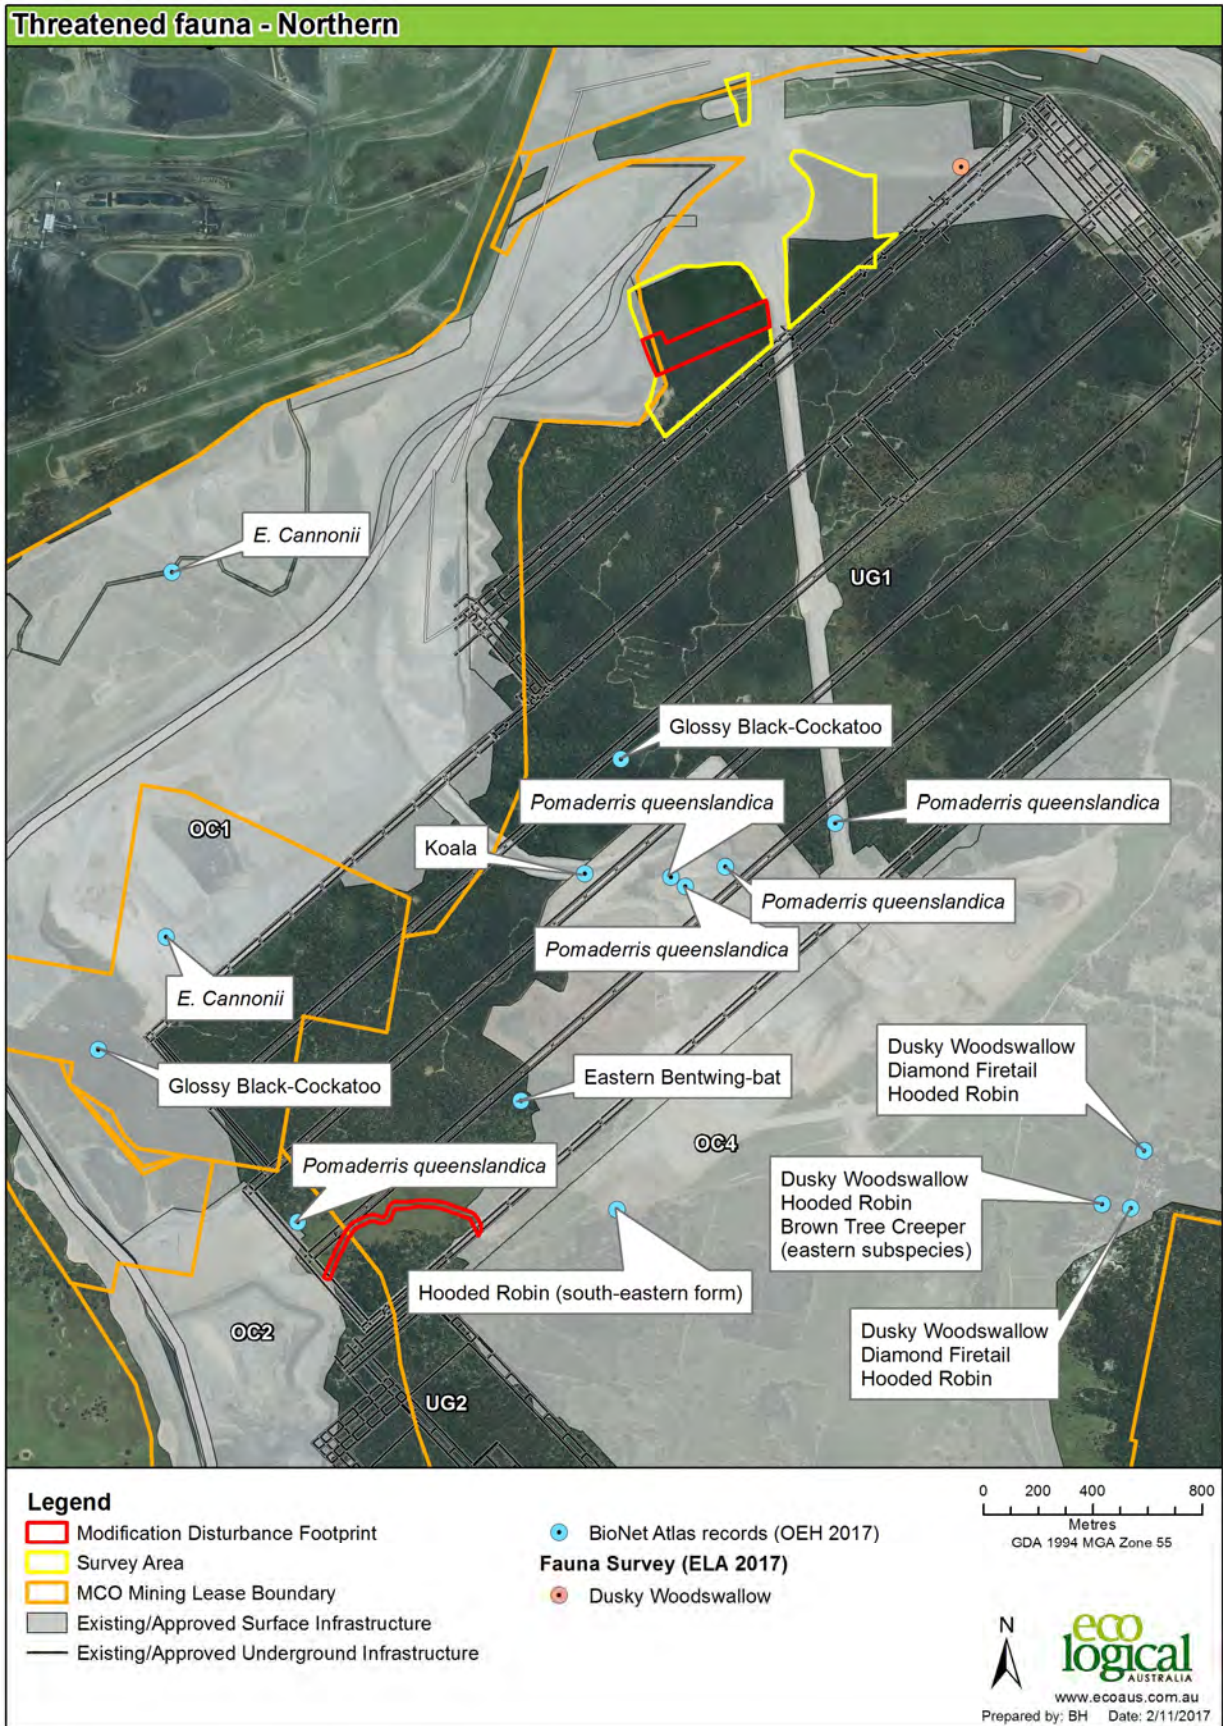 Threatened fauna - Northern
E. Cannonii
UG1
Glossy Black-Cockatoo
Pomaderris queenslandica
Pomaderris queenslandica
OC1
Koala
Pomaderris queenslandica
Pomaderris queenslandica
E. Cannonii
Glossy Black-Cockatoo
Eastern Bentwing-bat
Dusky Woodswallow
Diamond Firetail
Hooded Robin
OC4
Pomaderris queenslandica
Dusky Woodswallow
Hooded Robin
Brown Tree Creeper
(eastern subspecies)
Hooded Robin (south-eastern form)
OC2
Dusky Woodswallow
Diamond Firetail
Hooded Robin
UG2
Legend
Modification Disturbance Footprint
Survey Area
MCO Mining Lease Boundary
Existing/Approved Surface Infrastructure
Existing/Approved Underground Infrastructure
BioNet Atlas records (OEH 2017)
Fauna Survey (ELA 2017)
Dusky Woodswallow
0 200 400 800
Metres
GDA 1994 MGA Zone 55
N
eco
logical
AUSTRALIA
www.ecoaus.com.au
Prepared by: BH Date: 2/11/2017